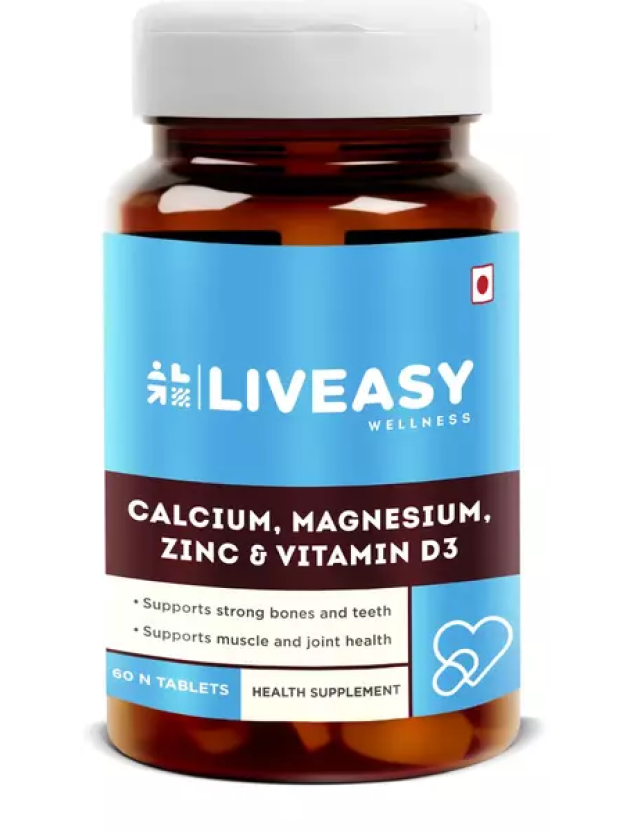 LIVEASY
WELLNESS
CALCIUM, MAGNESIUM,
ZINC & VITAMIN D3
• Supports strong bones and teeth
• Supports muscle and joint health
60 N TABLETS
HEALTH SUPPLEMENT